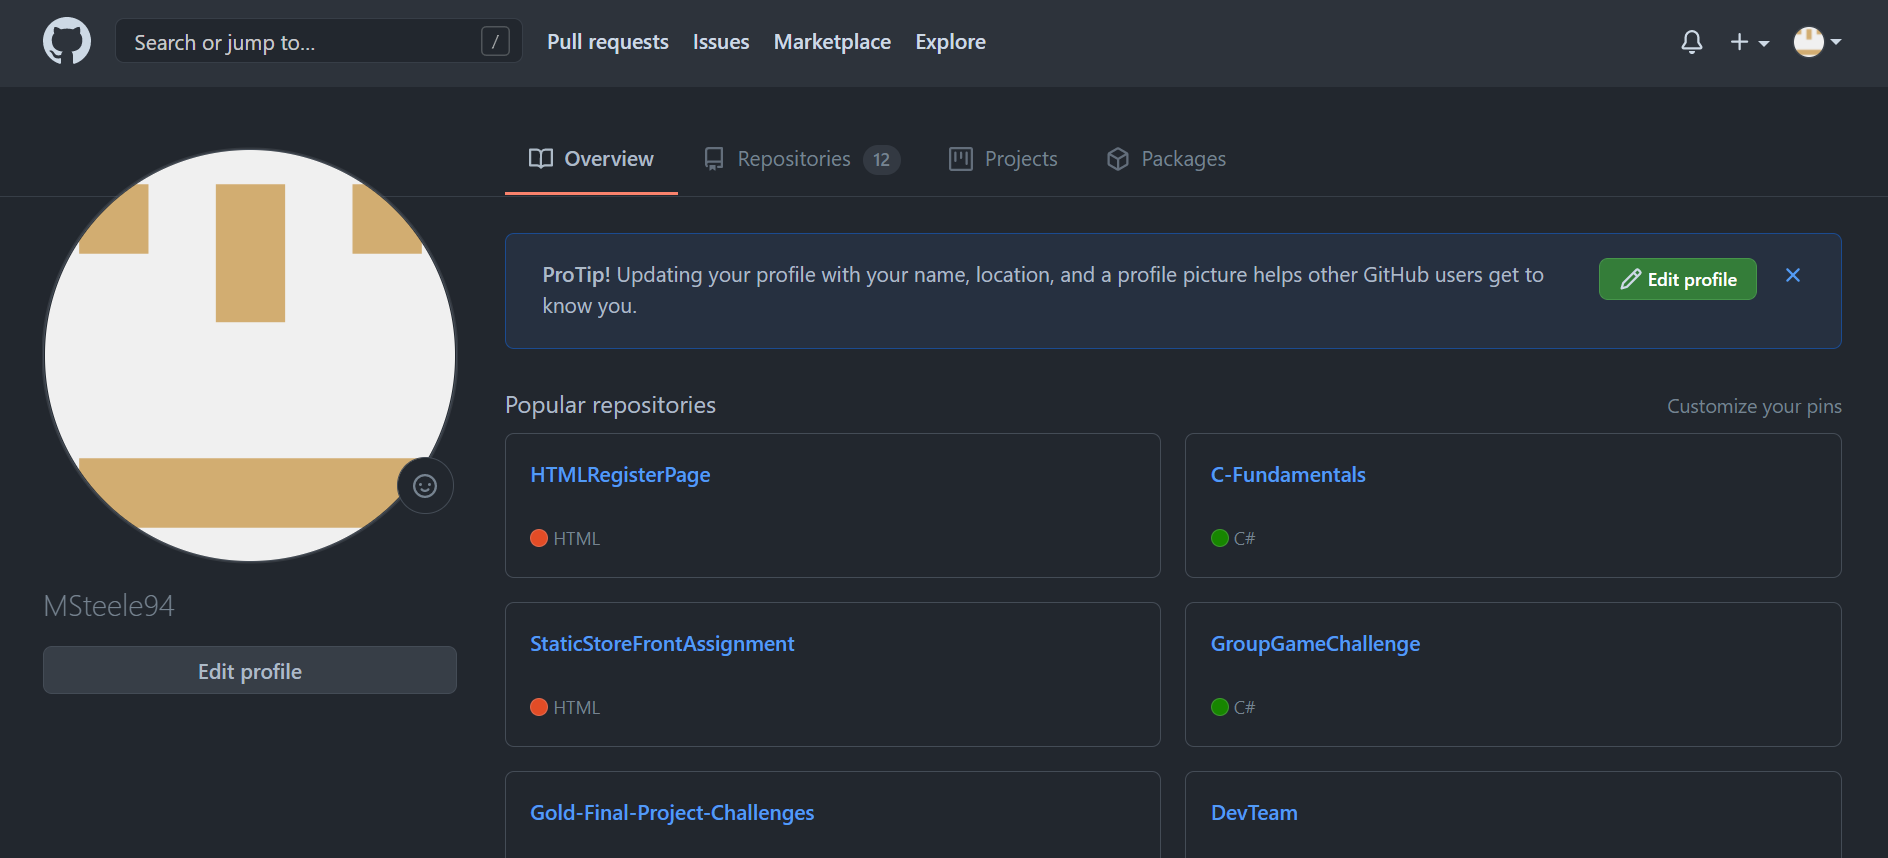 Search or jump to... /
Pull requests Issues Marketplace Explore
Overview Repositories 12 Projects Packages
ProTip! Updating your profile with your name, location, and a profile picture helps other GitHub users get to
know you.
Edit profile
Popular repositories
Customize your pins
HTMLRegisterPage
HTML
C-Fundamentals
C#
StaticStoreFrontAssignment
HTML
GroupGameChallenge
C#
Gold-Final-Project-Challenges
DevTeam
MSteele94
Edit profile